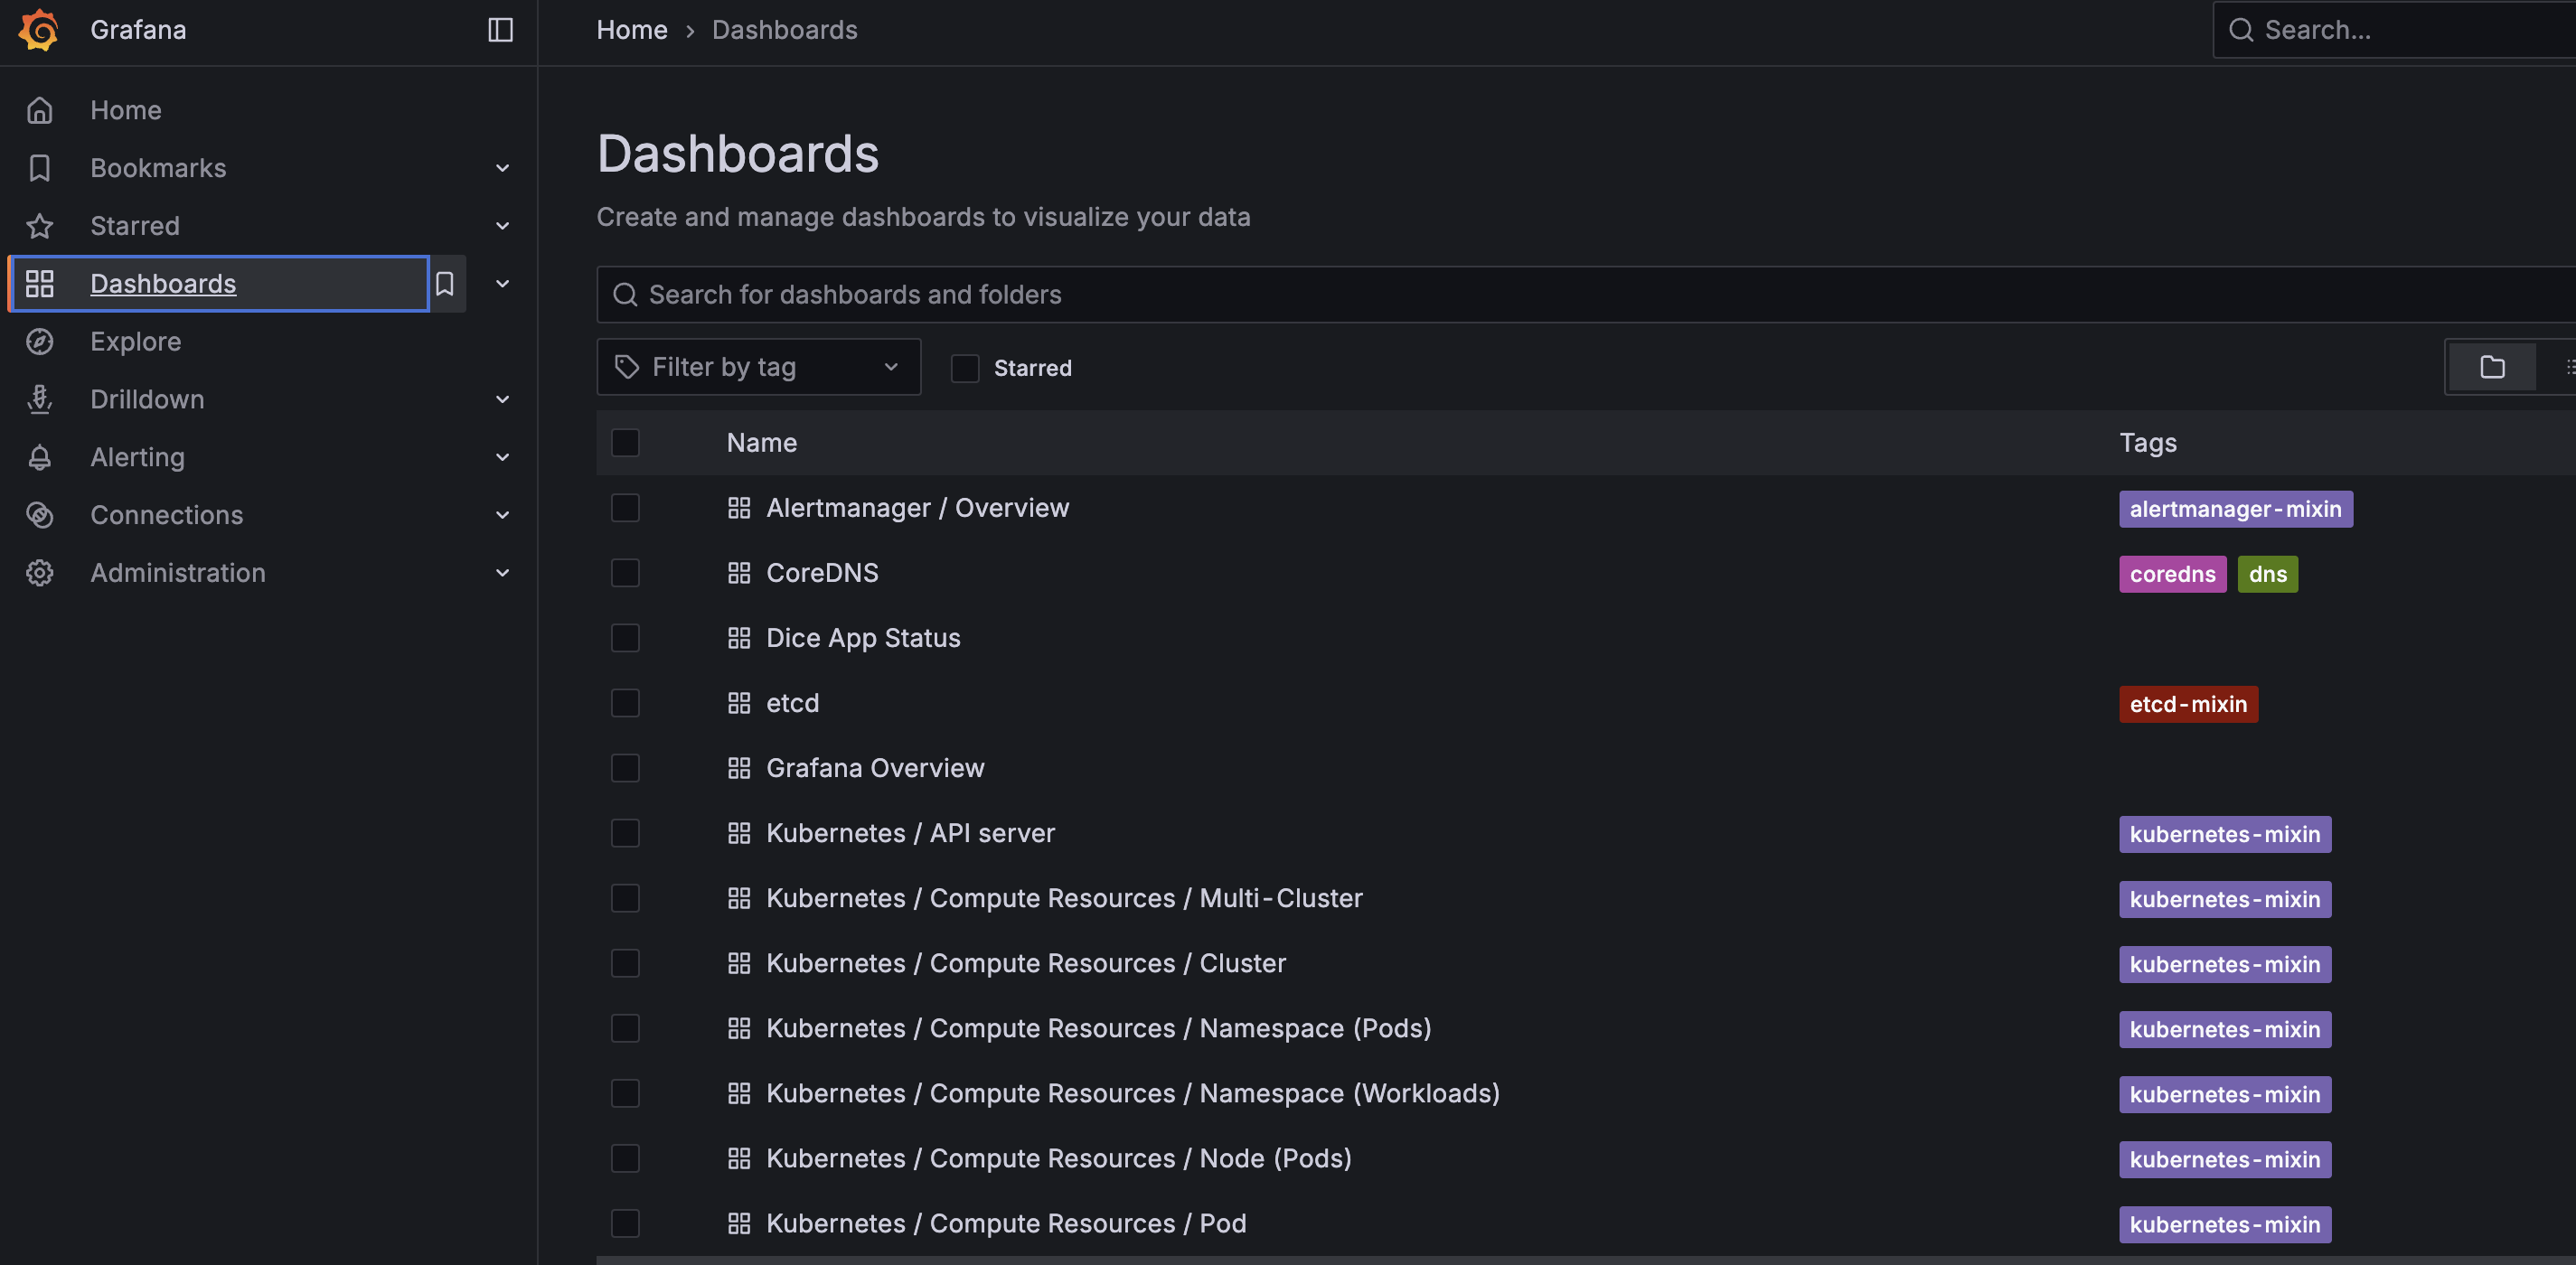 Grafana
Home › Dashboards
Search...
Home
Bookmarks
Starred
Dashboards
Explore
Drilldown
Alerting
Connections
Administration
Dashboards
Create and manage dashboards to visualize your data
Search for dashboards and folders
Filter by tag
Starred
Name Tags
Alertmanager / Overview alertmanager-mixin
CoreDNS coredns dns
Dice App Status
etcd etcd-mixin
Grafana Overview
Kubernetes / API server kubernetes-mixin
Kubernetes / Compute Resources / Multi-Cluster kubernetes-mixin
Kubernetes / Compute Resources / Cluster kubernetes-mixin
Kubernetes / Compute Resources / Namespace (Pods) kubernetes-mixin
Kubernetes / Compute Resources / Namespace (Workloads) kubernetes-mixin
Kubernetes / Compute Resources / Node (Pods) kubernetes-mixin
Kubernetes / Compute Resources / Pod kubernetes-mixin